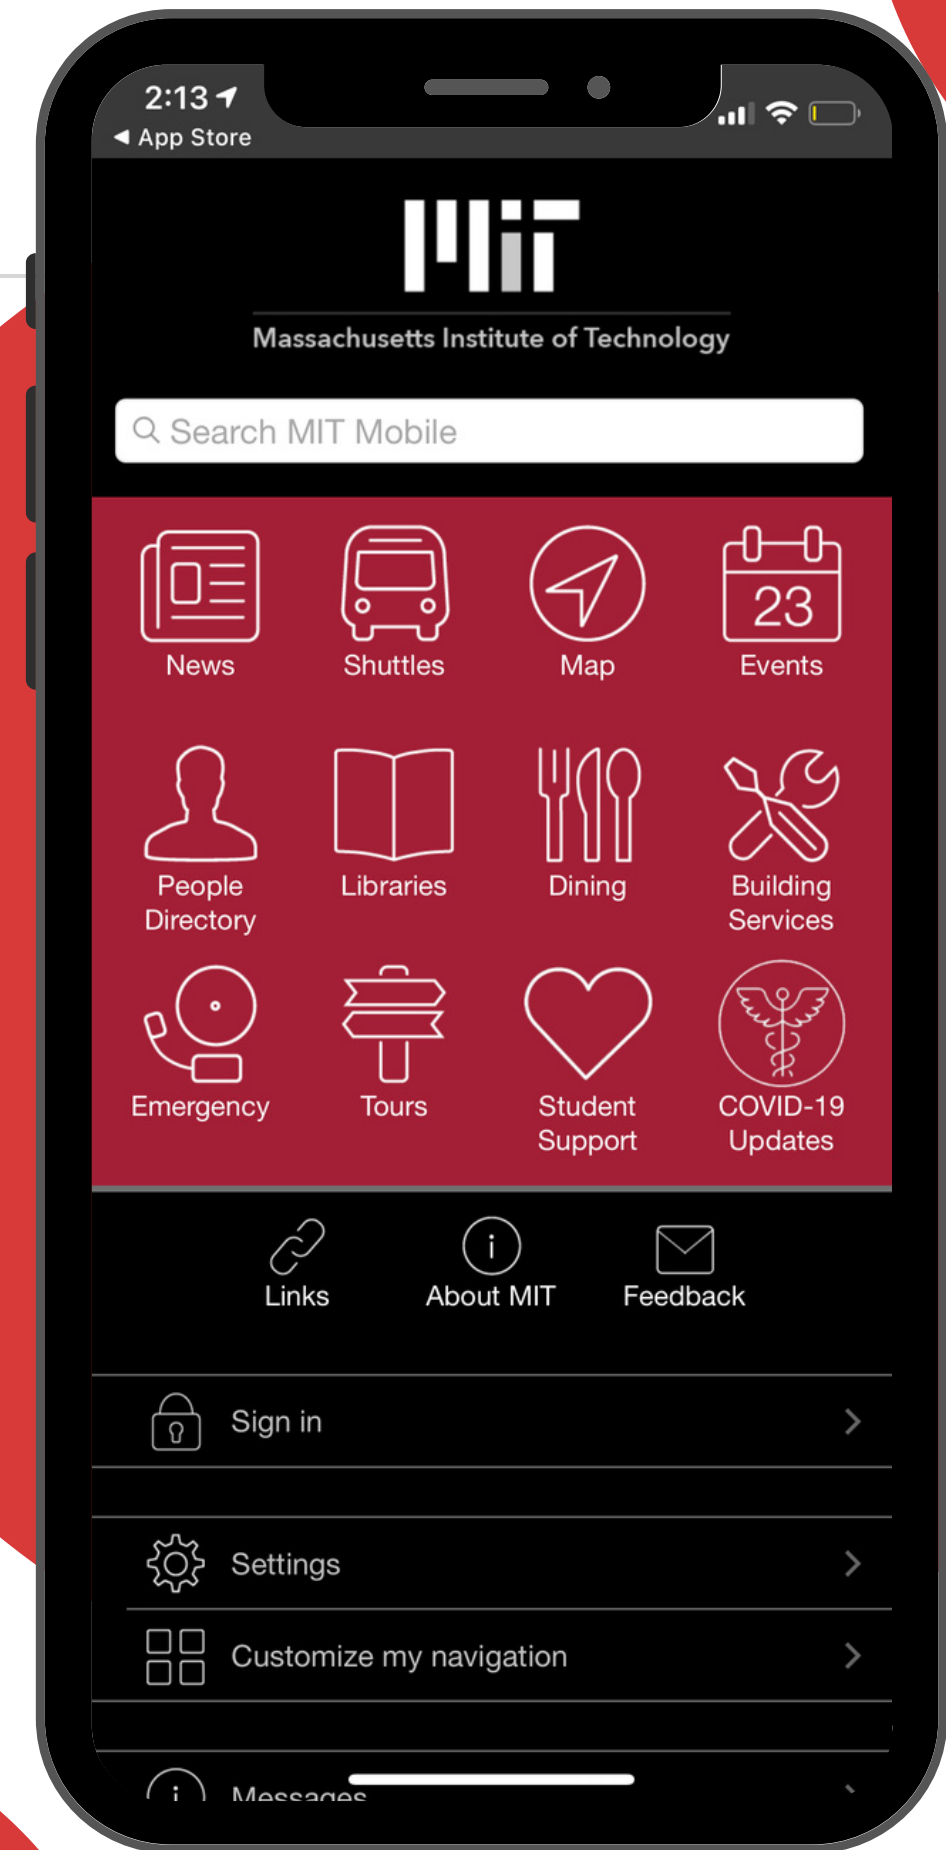 2:13
App Store
MIT
Massachusetts Institute of Technology
Search MIT Mobile
News Shuttles Map Events
23
People Directory Libraries Dining Building Services
Emergency Tours Student Support COVID-19 Updates
Links About MIT Feedback
Sign in
Settings
Customize my navigation
Messages